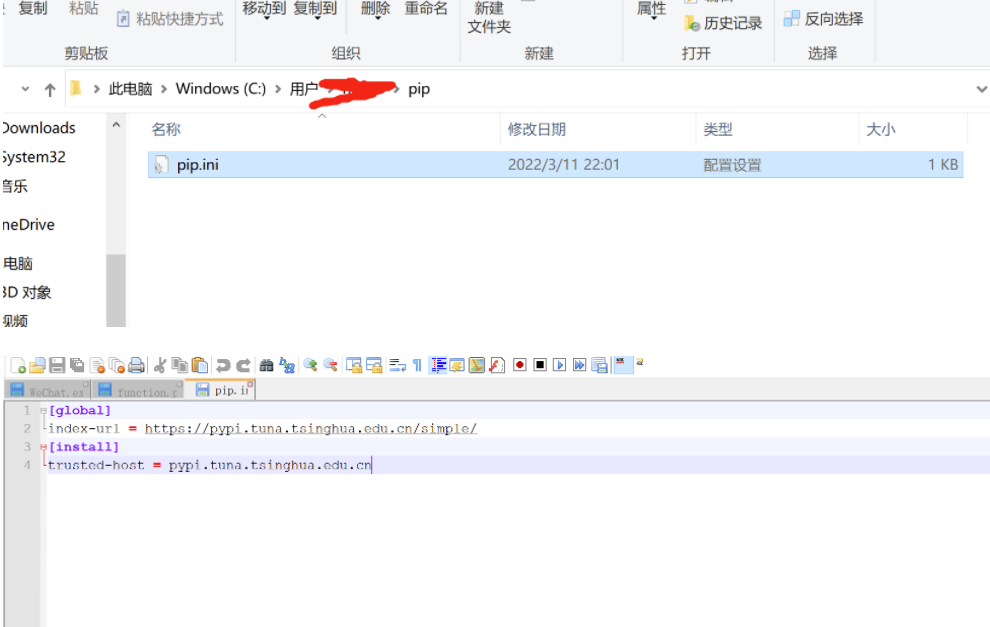 复制 粘贴 粘贴快捷方式 移动到 复制到 删除 重命名 新建 文件夹 属性 历史记录 反向选择
剪贴板 组织 新建 打开 选择
此电脑 Windows (C:) 用户 pip
名称 修改日期 类型 大小
pip.ini 2022/3/11 22:01 配置设置 1 KB
Downloads
System32
音乐
neDrive
电脑
3D 对象
视频
WeChat.ex function.p pip.i
1 [global]
2 index-url = https://pypi.tuna.tsinghua.edu.cn/simple/
3 [install]
4 trusted-host = pypi.tuna.tsinghua.edu.cn